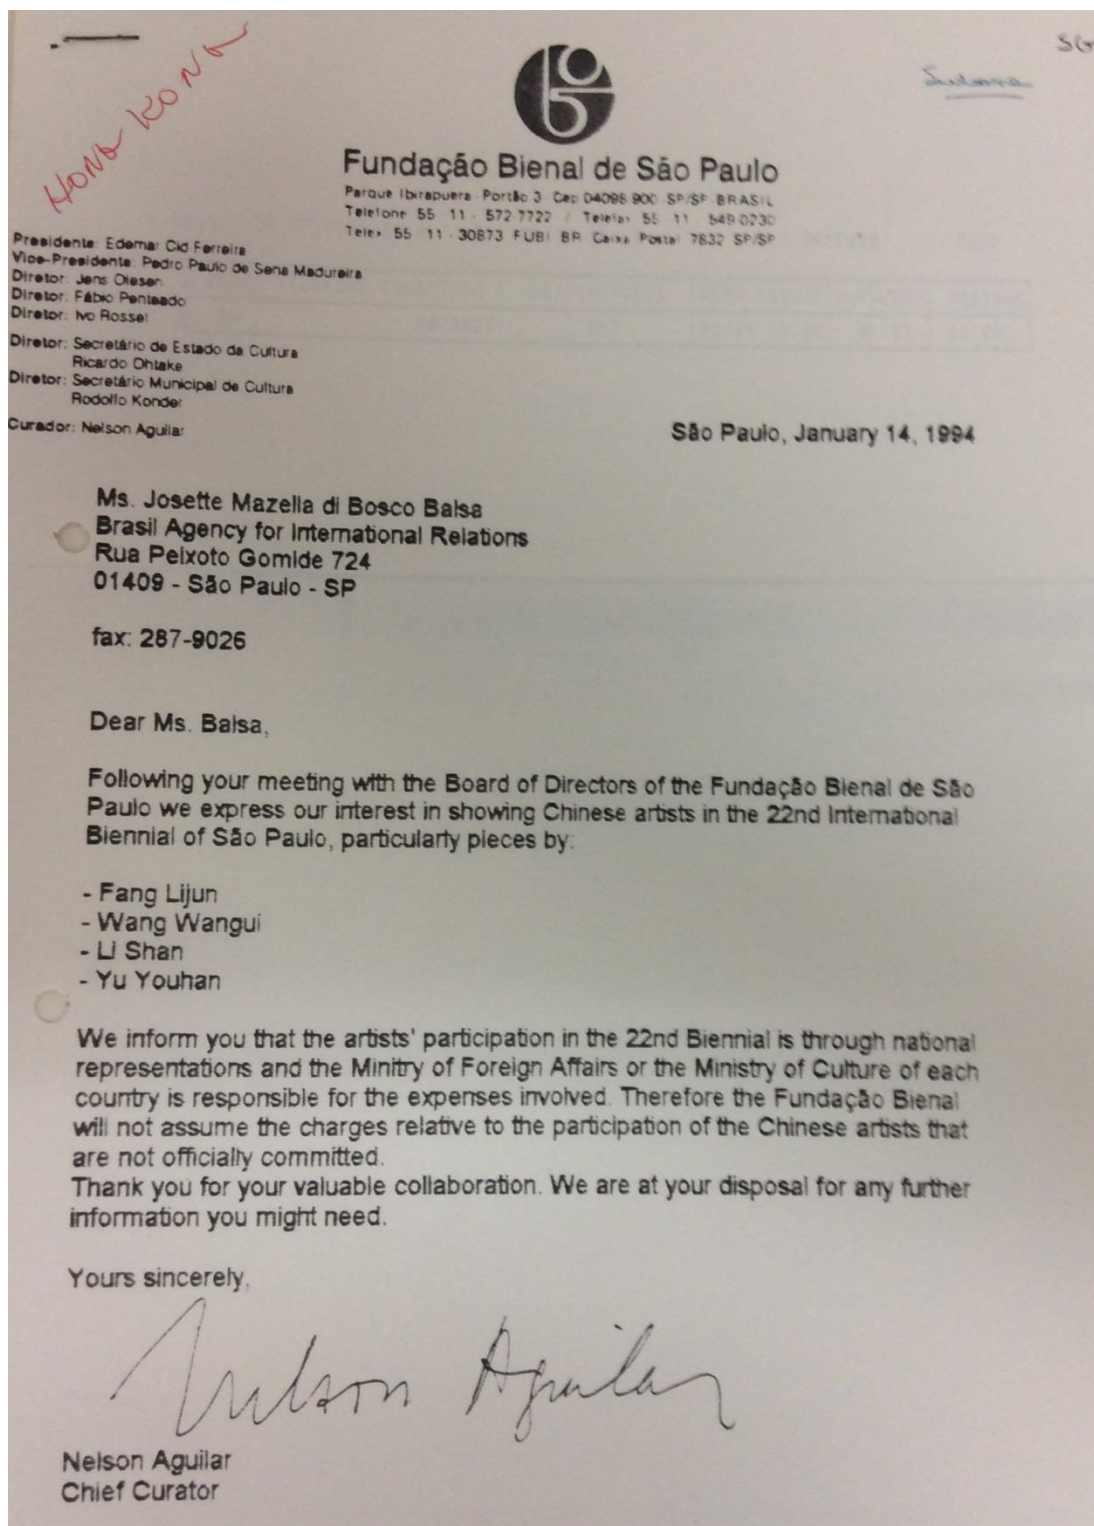 HONG KONG
SG
Fundação Bienal de São Paulo
Parque Ibirapuera - Portão 3 - Cep 04098-900 - SP/SP - BRASIL
Telefone 55 - 11 - 572-7722 / Telefax 55 - 11 - 549-0230
Telex 55 - 11 - 30873 FUBI BR Caixa Postal 7832 SP/SP
Presidente: Edemar Cid Ferreira
Vice-Presidente: Pedro Paulo de Sena Madureira
Diretor: Jens Olesen
Diretor: Fábio Penteado
Diretor: Ivo Rosset
Diretor: Secretário de Estado da Cultura
Ricardo Ohtake
Diretor: Secretário Municipal de Cultura
Rodolfo Konder
Curador: Nelson Aguilar
São Paulo, January 14, 1994
Ms. Josette Mazella di Bosco Balsa
Brasil Agency for International Relations
Rua Peixoto Gomide 724
01409 - São Paulo - SP
fax: 287-9026
Dear Ms. Balsa,
Following your meeting with the Board of Directors of the Fundação Bienal de São
Paulo we express our interest in showing Chinese artists in the 22nd International
Biennial of São Paulo, particularly pieces by:
- Fang Lijun
- Wang Wangui
- Li Shan
- Yu Youhan
We inform you that the artists' participation in the 22nd Biennial is through national
representations and the Minitry of Foreign Affairs or the Ministry of Culture of each
country is responsible for the expenses involved. Therefore the Fundação Bienal
will not assume the charges relative to the participation of the Chinese artists that
are not officially committed.
Thank you for your valuable collaboration. We are at your disposal for any further
information you might need.
Yours sincerely,
Nelson Aguilar
Nelson Aguilar
Chief Curator